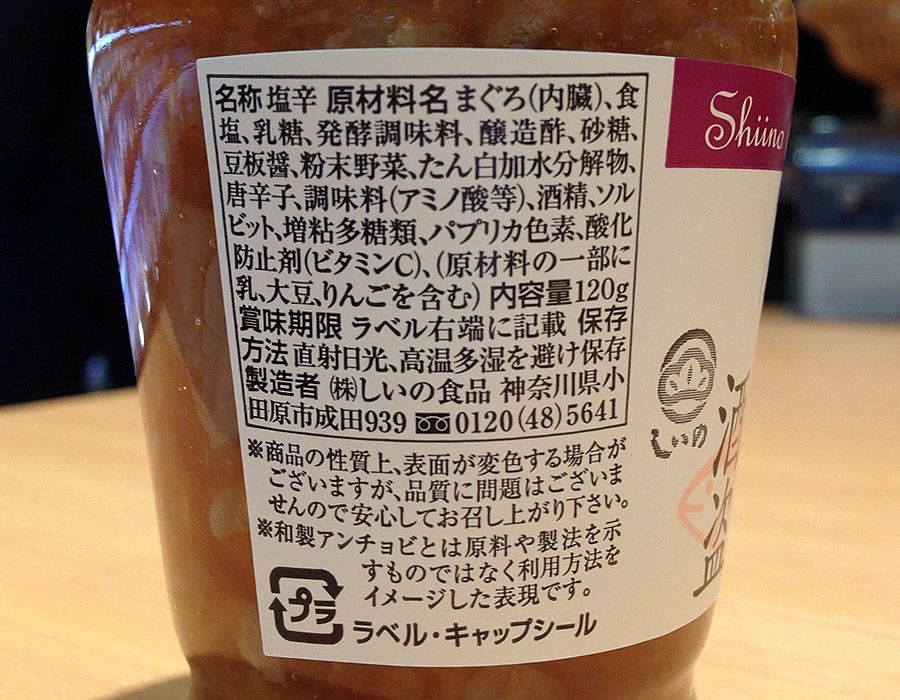 名称 塩辛 原材料名 まぐろ(内臓)、食
塩、乳糖、発酵調味料、醸造酢、砂糖、
豆板醤、粉末野菜、たん白加水分解物、
唐辛子、調味料(アミノ酸等)、酒精、ソル
ビット、増粘多糖類、パプリカ色素、酸化
防止剤(ビタミンC)、(原材料の一部に
乳、大豆、りんごを含む) 内容量120g
賞味期限 ラベル右端に記載 保存
方法 直射日光、高温多湿を避け保存
製造者 (株)しいの食品 神奈川県小
田原市成田939 0120(48)5641
※商品の性質上、表面が変色する場合が
ございますが、品質に問題はございま
せんので安心してお召し上がり下さい。
※和製アンチョビとは原料や製法を示
すものではなく利用方法を
イメージした表現です。
プラ
ラベル・キャップシール
Shiino
しいの
酒盗